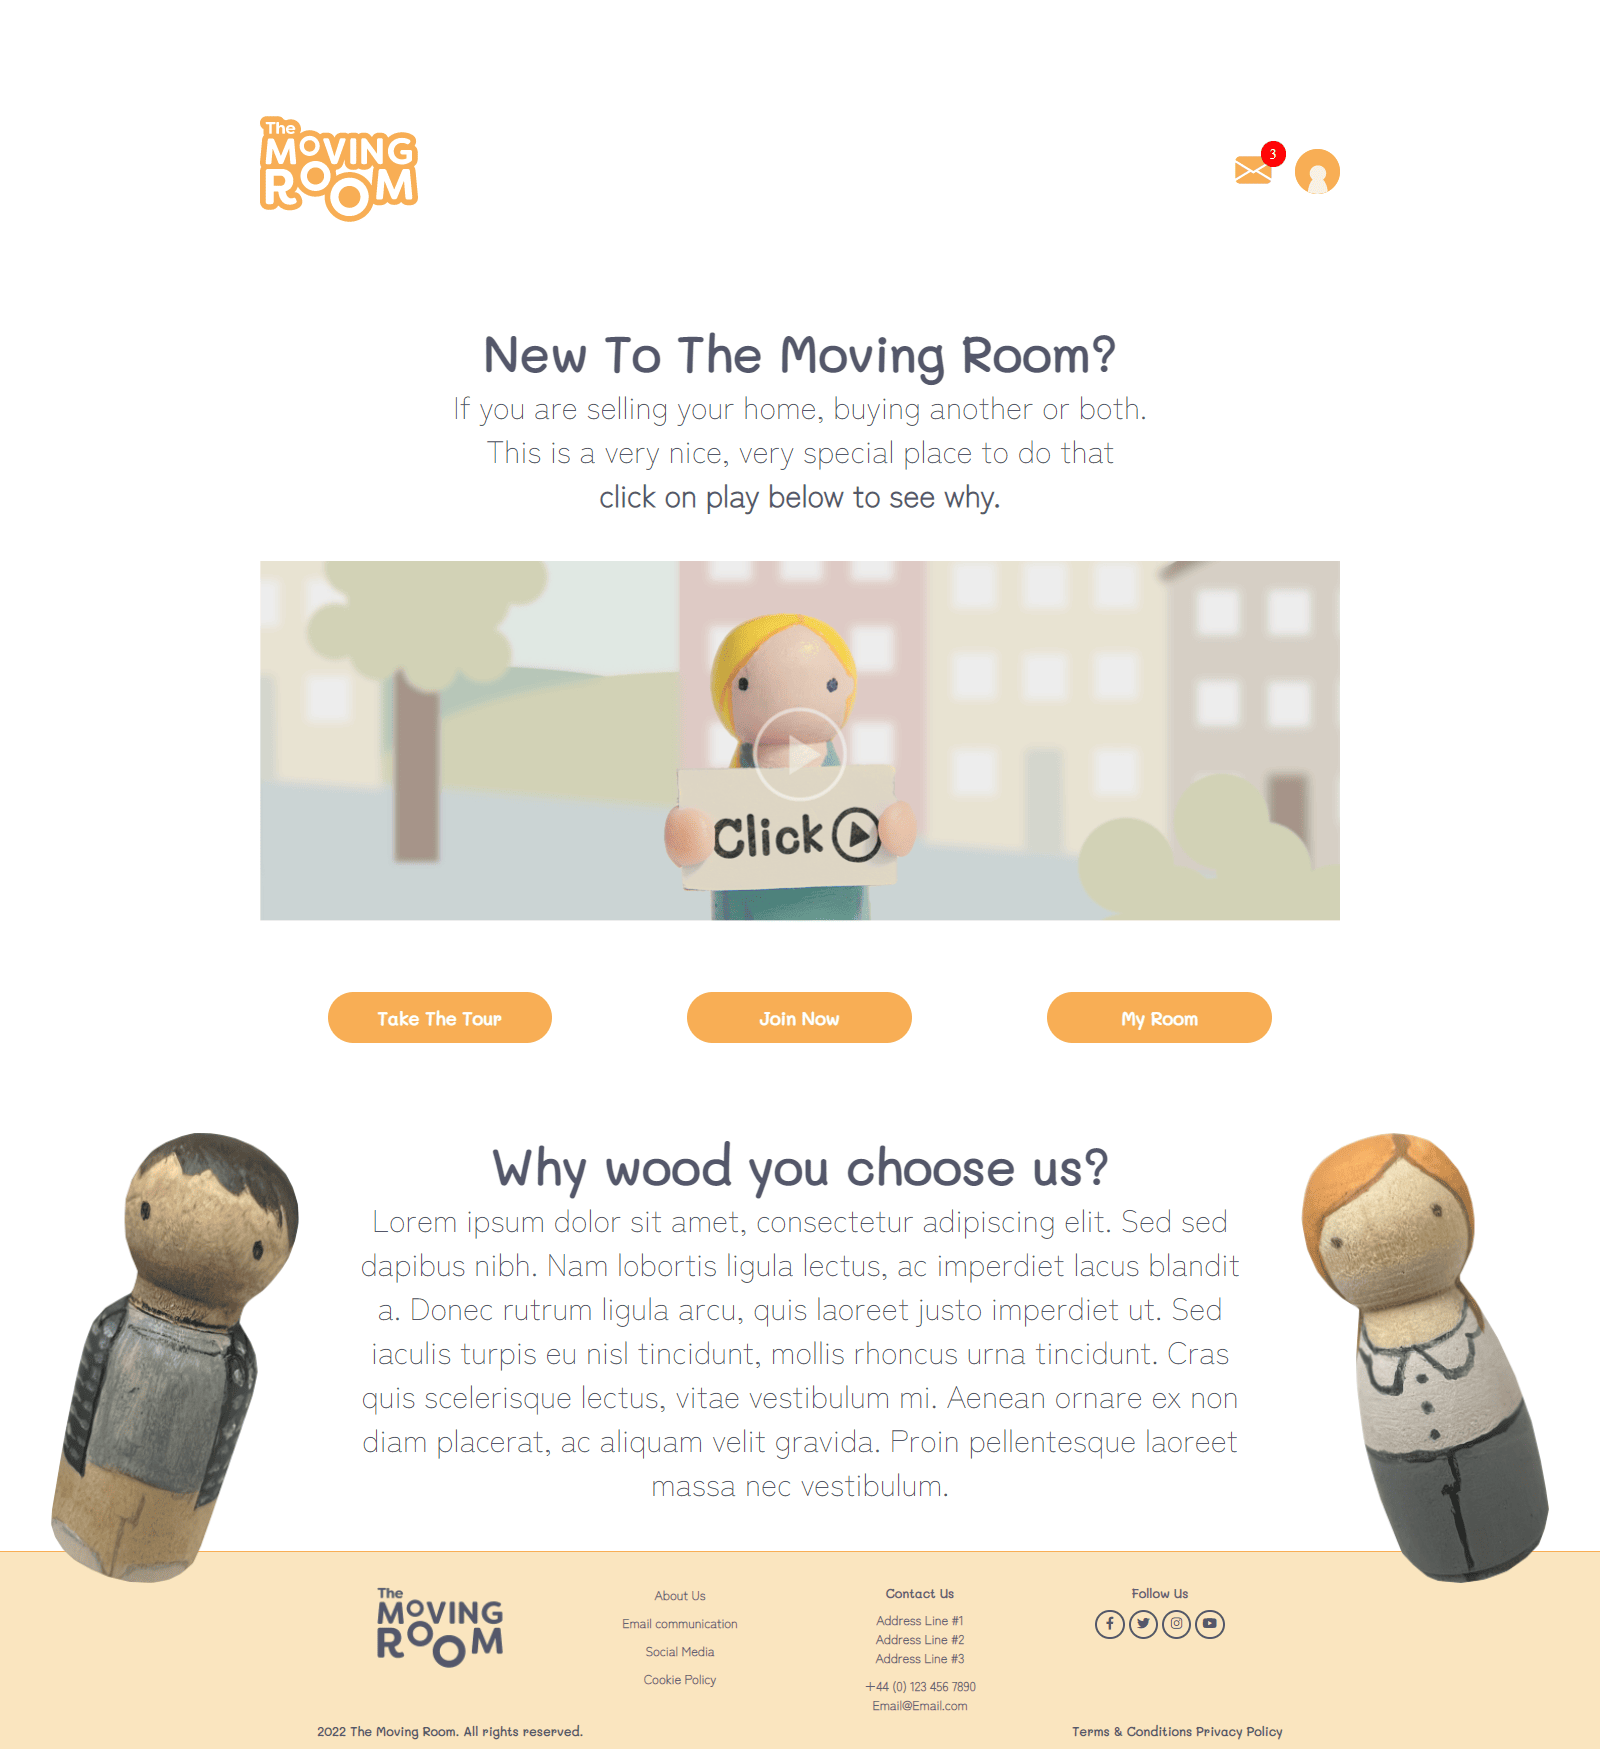 The
MOVING
ROOM
3
New To The Moving Room?
If you are selling your home, buying another or both.
This is a very nice, very special place to do that
click on play below to see why.
Click
Take The Tour
Join Now
My Room
Why wood you choose us?
Lorem ipsum dolor sit amet, consectetur adipiscing elit. Sed sed
dapibus nibh. Nam lobortis ligula lectus, ac imperdiet lacus blandit
a. Donec rutrum ligula arcu, quis laoreet justo imperdiet ut. Sed
iaculis turpis eu nisl tincidunt, mollis rhoncus urna tincidunt. Cras
quis scelerisque lectus, vitae vestibulum mi. Aenean ornare ex non
diam placerat, ac aliquam velit gravida. Proin pellentesque laoreet
massa nec vestibulum.
The
MOVING
ROOM
About Us
Email communication
Social Media
Cookie Policy
Contact Us
Address Line #1
Address Line #2
Address Line #3
+44 (0) 123 456 7890
Email@Email.com
Follow Us
2022 The Moving Room. All rights reserved.
Terms & Conditions Privacy Policy